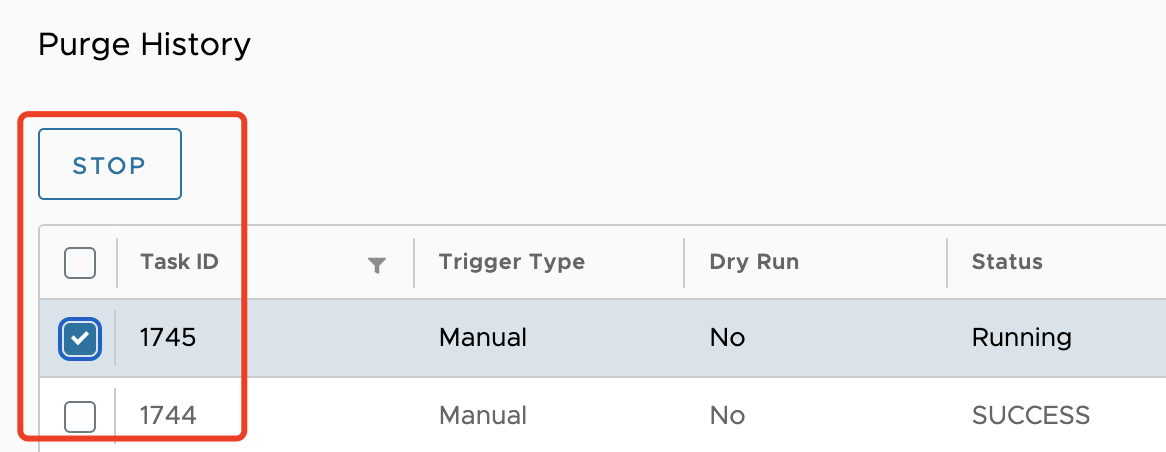 Purge History
STOP
Task ID Trigger Type Dry Run Status
1745 Manual No Running
1744 Manual No SUCCESS